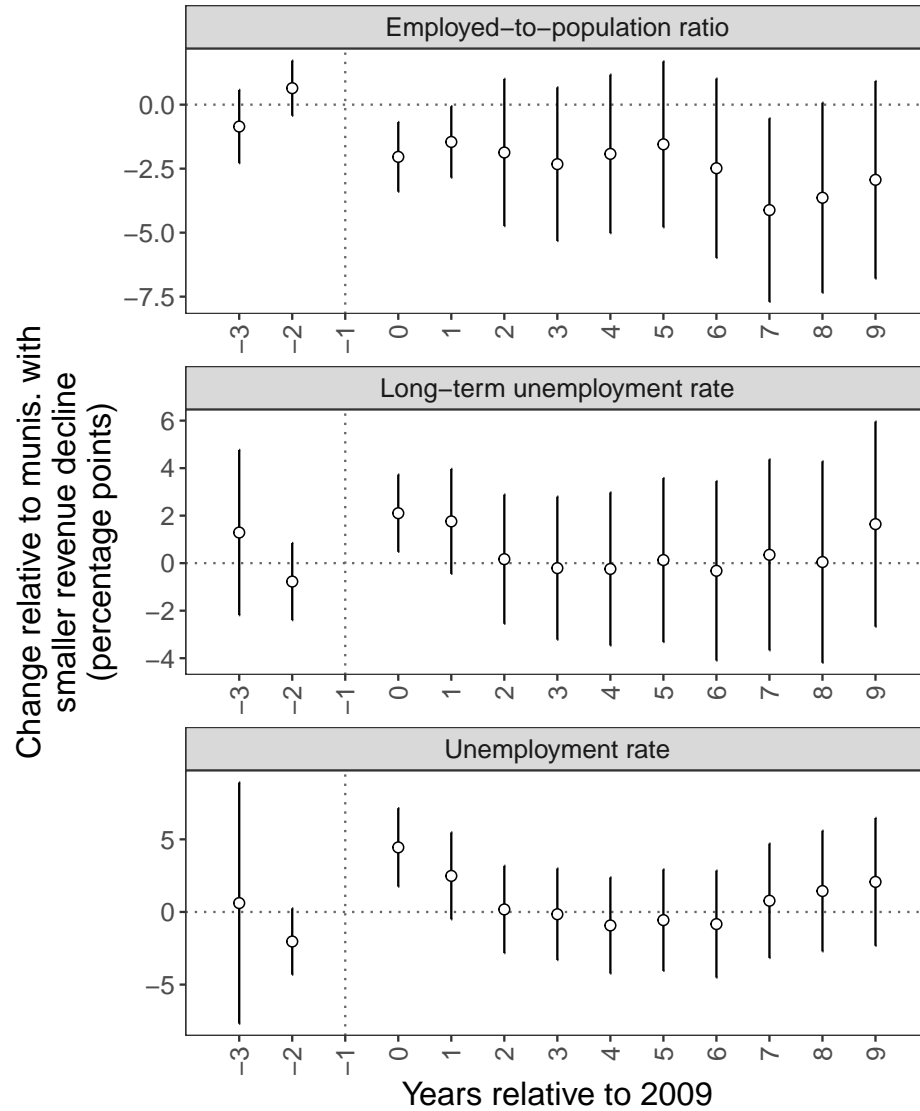 Employed−to−population ratio
0.0
−2.5
−5.0
−7.5
−3 −2 −1 0 1 2 3 4 5 6 7 8 9
Long−term unemployment rate
6
4
2
0
−2
−4
−3 −2 −1 0 1 2 3 4 5 6 7 8 9
Unemployment rate
5
0
−5
−3 −2 −1 0 1 2 3 4 5 6 7 8 9
Years relative to 2009
Change relative to munis. with
smaller revenue decline
(percentage points)